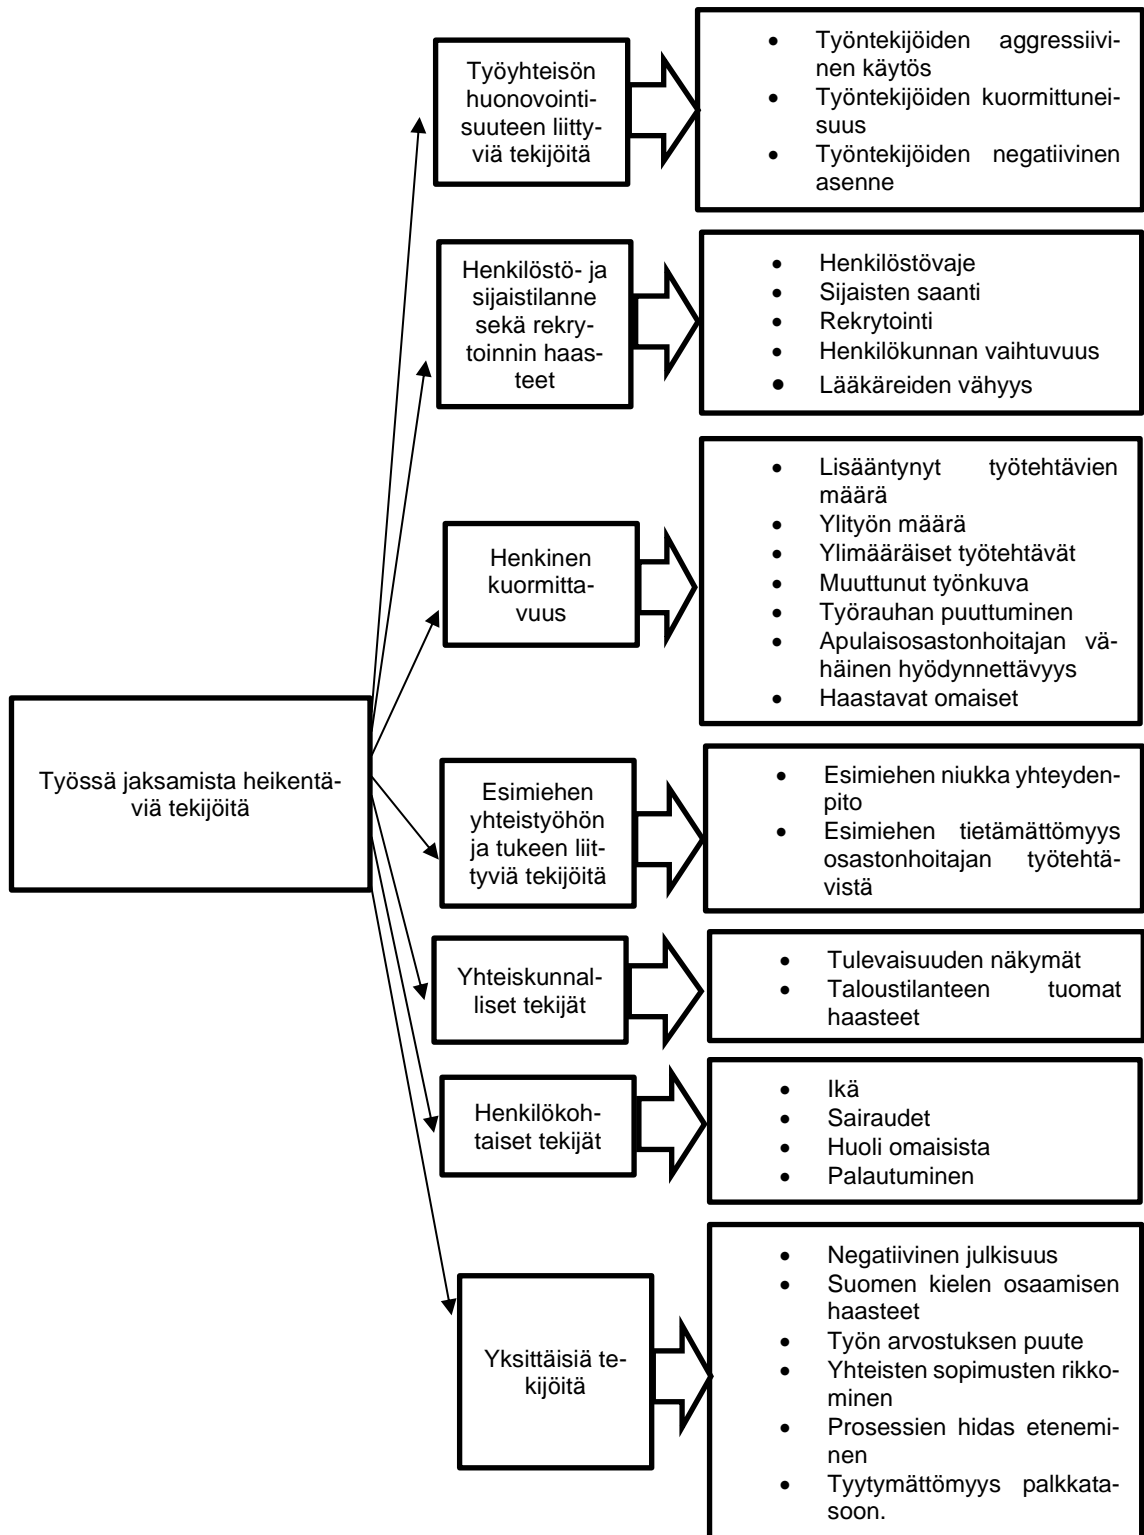 Työyhteisön
huonovointi-
suuteen liitty-
viä tekijöitä
• Työntekijöiden aggressiivi-
nen käytös
• Työntekijöiden kuormittunei-
suus
• Työntekijöiden negatiivinen
asenne
Henkilöstö- ja
sijaistilanne
sekä rekry-
toinnin haas-
teet
• Henkilöstövaje
• Sijaisten saanti
• Rekrytointi
• Henkilökunnan vaihtuvuus
• Lääkäreiden vähyys
Henkinen
kuormitta-
vuus
• Lisääntynyt työtehtävien
määrä
• Ylityön määrä
• Ylimääräiset työtehtävät
• Muuttunut työnkuva
• Työrauhan puuttuminen
• Apulaisosastonhoitajan vä-
häinen hyödynnettävyys
• Haastavat omaiset
Työssä jaksamista heikentä-
viä tekijöitä
Esimiehen
yhteistyöhön
ja tukeen liit-
tyviä tekijöitä
• Esimiehen niukka yhteyden-
pito
• Esimiehen tietämättömyys
osastonhoitajan työtehtä-
vistä
Yhteiskunnal-
liset tekijät
• Tulevaisuuden näkymät
• Taloustilanteen tuomat
haasteet
Henkilökoh-
taiset tekijät
• Ikä
• Sairaudet
• Huoli omaisista
• Palautuminen
Yksittäisiä te-
kijöitä
• Negatiivinen julkisuus
• Suomen kielen osaamisen
haasteet
• Työn arvostuksen puute
• Yhteisten sopimusten rikko-
minen
• Prosessien hidas etenemi-
nen
• Tyytymättömyys palkkata-
soon.